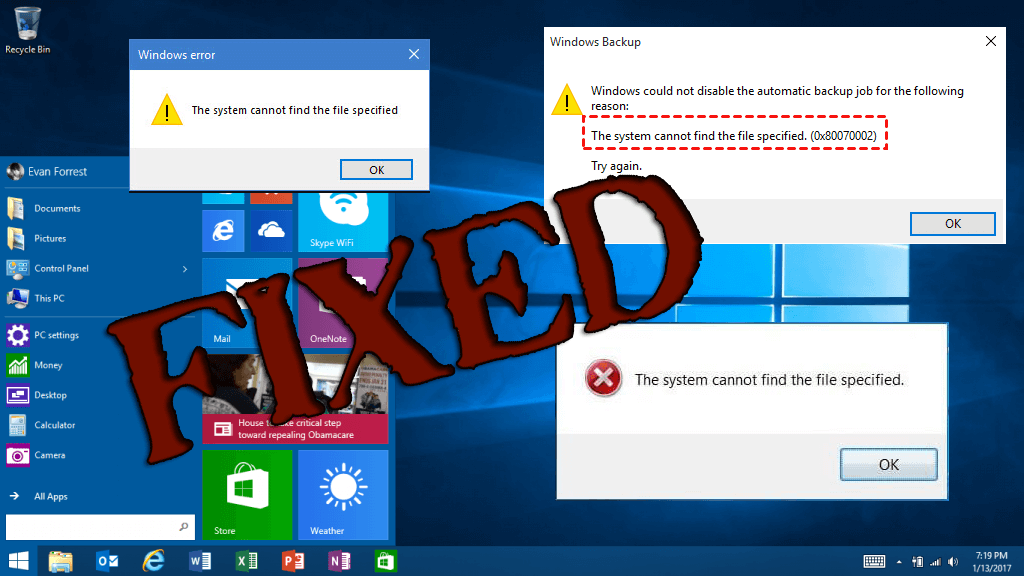 Recycle Bin
Windows error
The system cannot find the file specified
OK
Windows Backup
Windows could not disable the automatic backup job for the following
reason:
The system cannot find the file specified. (0x80070002)
Try again.
OK
Evan Forrest
Documents
Pictures
Control Panel
This PC
PC settings
Money
Desktop
Calculator
Camera
All Apps
Skype WiFi
Mail
OneNote
House to take critical step
toward repealing Obamacare
Store
Weather
FIXED
The system cannot find the file specified.
OK
7:19 PM
1/13/2017